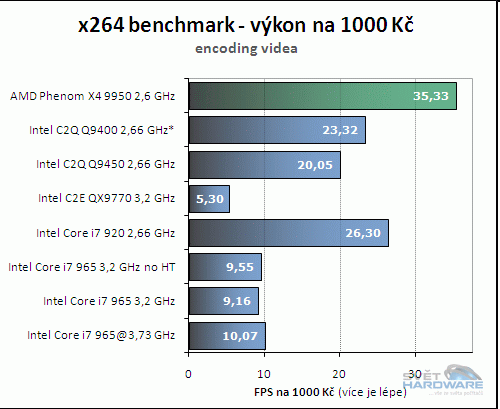 x264 benchmark - výkon na 1000 Kč
encoding videa
AMD Phenom X4 9950 2,6 GHz 35,33
Intel C2Q Q9400 2,66 GHz* 23,32
Intel C2Q Q9450 2,66 GHz 20,05
Intel C2E QX9770 3,2 GHz 5,30
Intel Core i7 920 2,66 GHz 26,30
Intel Core i7 965 3,2 GHz no HT 9,55
Intel Core i7 965 3,2 GHz 9,16
Intel Core i7 965@3,73 GHz 10,07
0 10 20 30
FPS na 1000 Kč (více je lépe)
SVĚT
HARDWARE